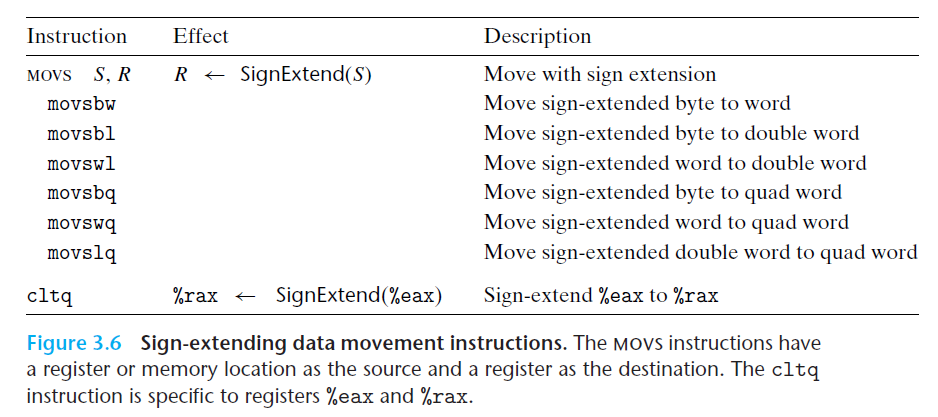 Instruction Effect Description
MOVS S, R R ← SignExtend(S) Move with sign extension
movsbw Move sign-extended byte to word
movsbl Move sign-extended byte to double word
movswl Move sign-extended word to double word
movsbq Move sign-extended byte to quad word
movswq Move sign-extended word to quad word
movslq Move sign-extended double word to quad word
cltq %rax ← SignExtend(%eax) Sign-extend %eax to %rax
Figure 3.6 Sign-extending data movement instructions. The MOVS instructions have
a register or memory location as the source and a register as the destination. The cltq
instruction is specific to registers %eax and %rax.